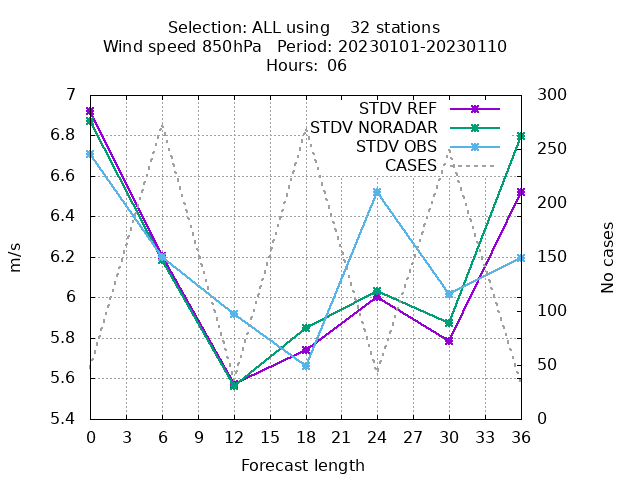 Selection: ALL using    32 stations
Wind speed 850hPa   Period: 20230101-20230110
Hours: 06
7
6.8
6.6
6.4
6.2
6
5.8
5.6
5.4
m/s
STDV REF
STDV NORADAR
STDV OBS
CASES
300
250
200
150
100
50
0
No cases
0 3 6 9 12 15 18 21 24 27 30 33 36
Forecast length